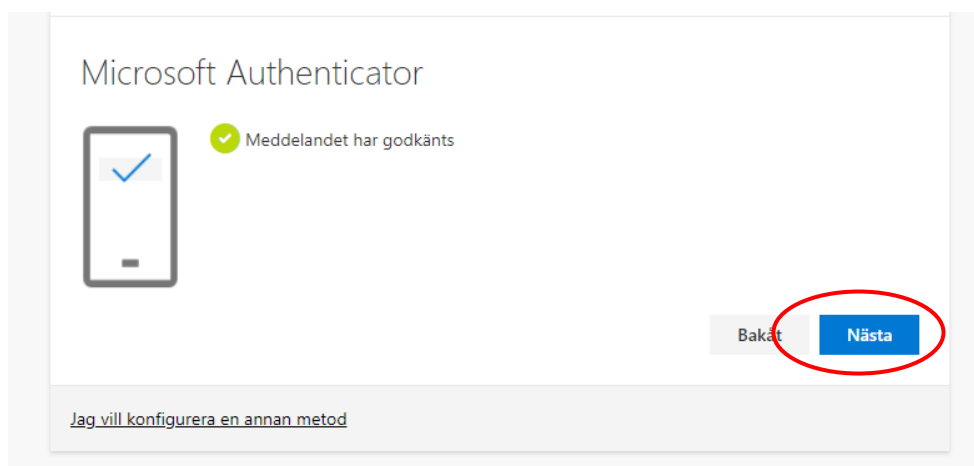 Microsoft Authenticator
Meddelandet har godkänts
Bakåt
Nästa
Jag vill konfigurera en annan metod